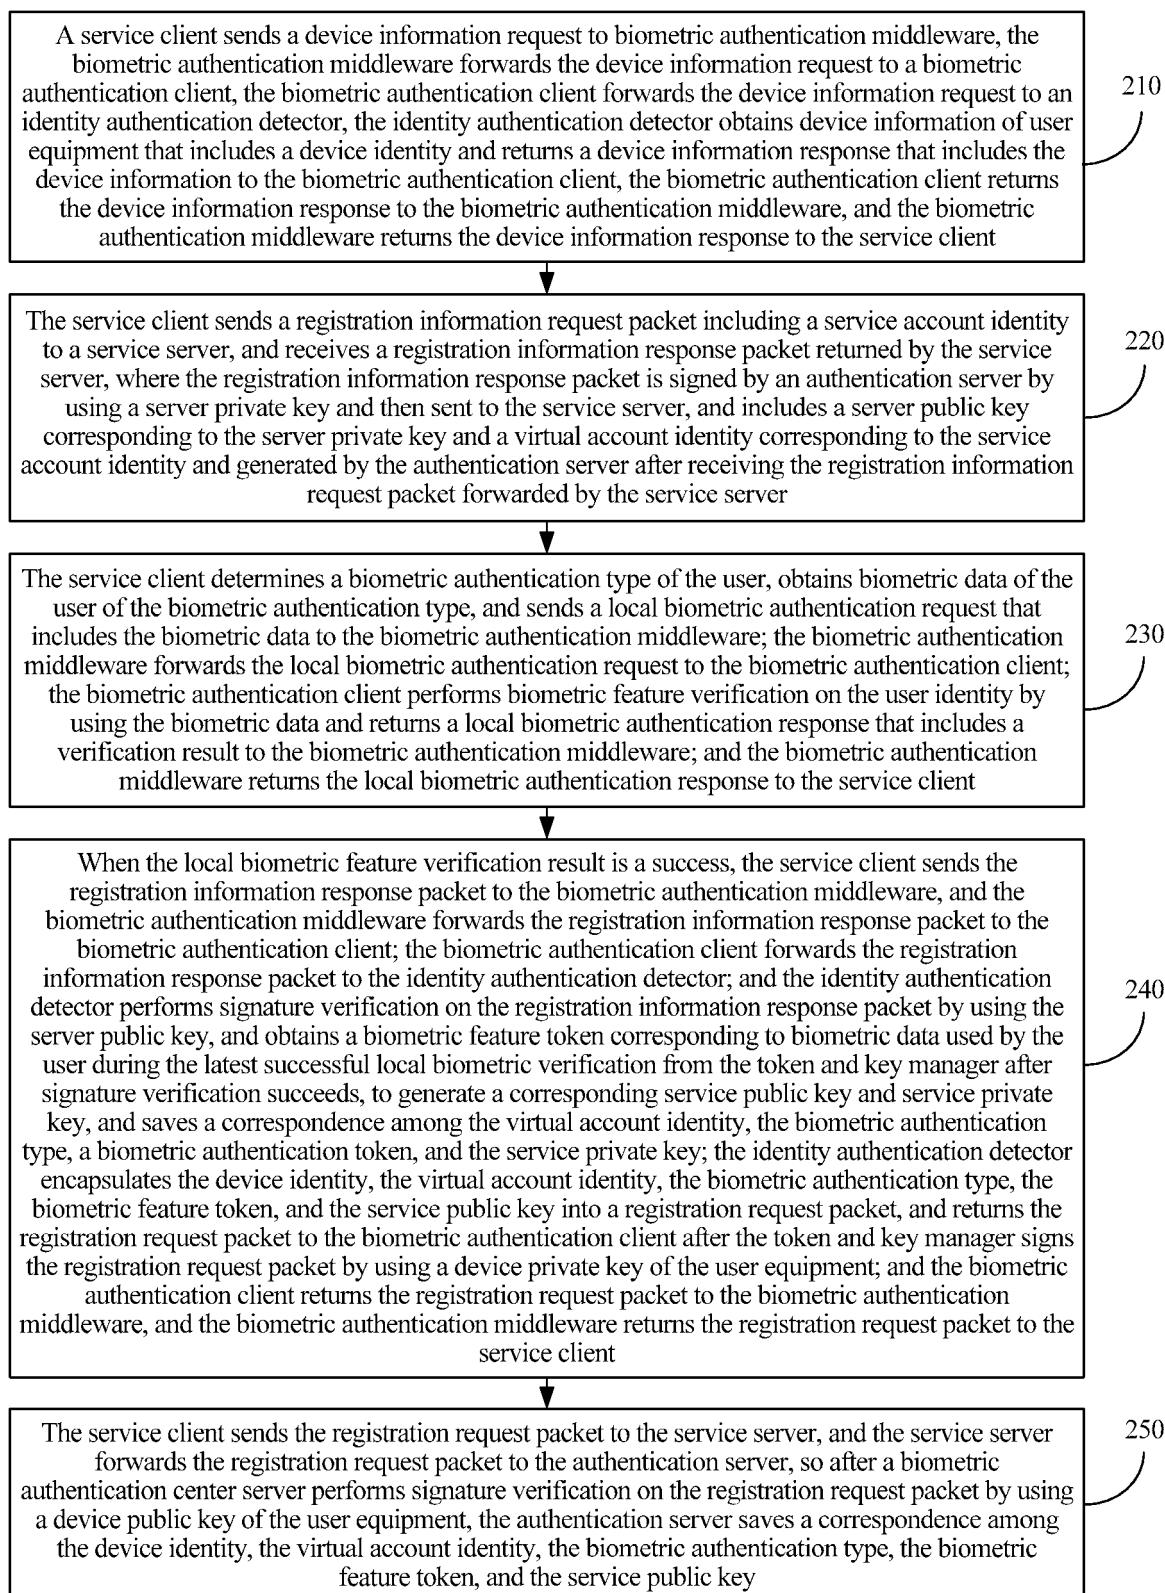 A service client sends a device information request to biometric authentication middleware, the
biometric authentication middleware forwards the device information request to a biometric
authentication client, the biometric authentication client forwards the device information request to an
identity authentication detector, the identity authentication detector obtains device information of user
equipment that includes a device identity and returns a device information response that includes the
device information to the biometric authentication client, the biometric authentication client returns
the device information response to the biometric authentication middleware, and the biometric
authentication middleware returns the device information response to the service client
210
The service client sends a registration information request packet including a service account identity
to a service server, and receives a registration information response packet returned by the service
server, where the registration information response packet is signed by an authentication server by
using a server private key and then sent to the service server, and includes a server public key
corresponding to the server private key and a virtual account identity corresponding to the service
account identity and generated by the authentication server after receiving the registration information
request packet forwarded by the service server
220
The service client determines a biometric authentication type of the user, obtains biometric data of the
user of the biometric authentication type, and sends a local biometric authentication request that
includes the biometric data to the biometric authentication middleware; the biometric authentication
middleware forwards the local biometric authentication request to the biometric authentication client;
the biometric authentication client performs biometric feature verification on the user identity by
using the biometric data and returns a local biometric authentication response that includes a
verification result to the biometric authentication middleware; and the biometric authentication
middleware returns the local biometric authentication response to the service client
230
When the local biometric feature verification result is a success, the service client sends the
registration information response packet to the biometric authentication middleware, and the
biometric authentication middleware forwards the registration information response packet to the
biometric authentication client; the biometric authentication client forwards the registration
information response packet to the identity authentication detector; and the identity authentication
detector performs signature verification on the registration information response packet by using the
server public key, and obtains a biometric feature token corresponding to biometric data used by the
user during the latest successful local biometric verification from the token and key manager after
signature verification succeeds, to generate a corresponding service public key and service private
key, and saves a correspondence among the virtual account identity, the biometric authentication
type, a biometric authentication token, and the service private key; the identity authentication detector
encapsulates the device identity, the virtual account identity, the biometric authentication type, the
biometric feature token, and the service public key into a registration request packet, and returns the
registration request packet to the biometric authentication client after the token and key manager signs
the registration request packet by using a device private key of the user equipment; and the biometric
authentication client returns the registration request packet to the biometric authentication
middleware, and the biometric authentication middleware returns the registration request packet to the
service client
240
The service client sends the registration request packet to the service server, and the service server
forwards the registration request packet to the authentication server, so after a biometric
authentication center server performs signature verification on the registration request packet by using
a device public key of the user equipment, the authentication server saves a correspondence among
the device identity, the virtual account identity, the biometric authentication type, the biometric
feature token, and the service public key
250